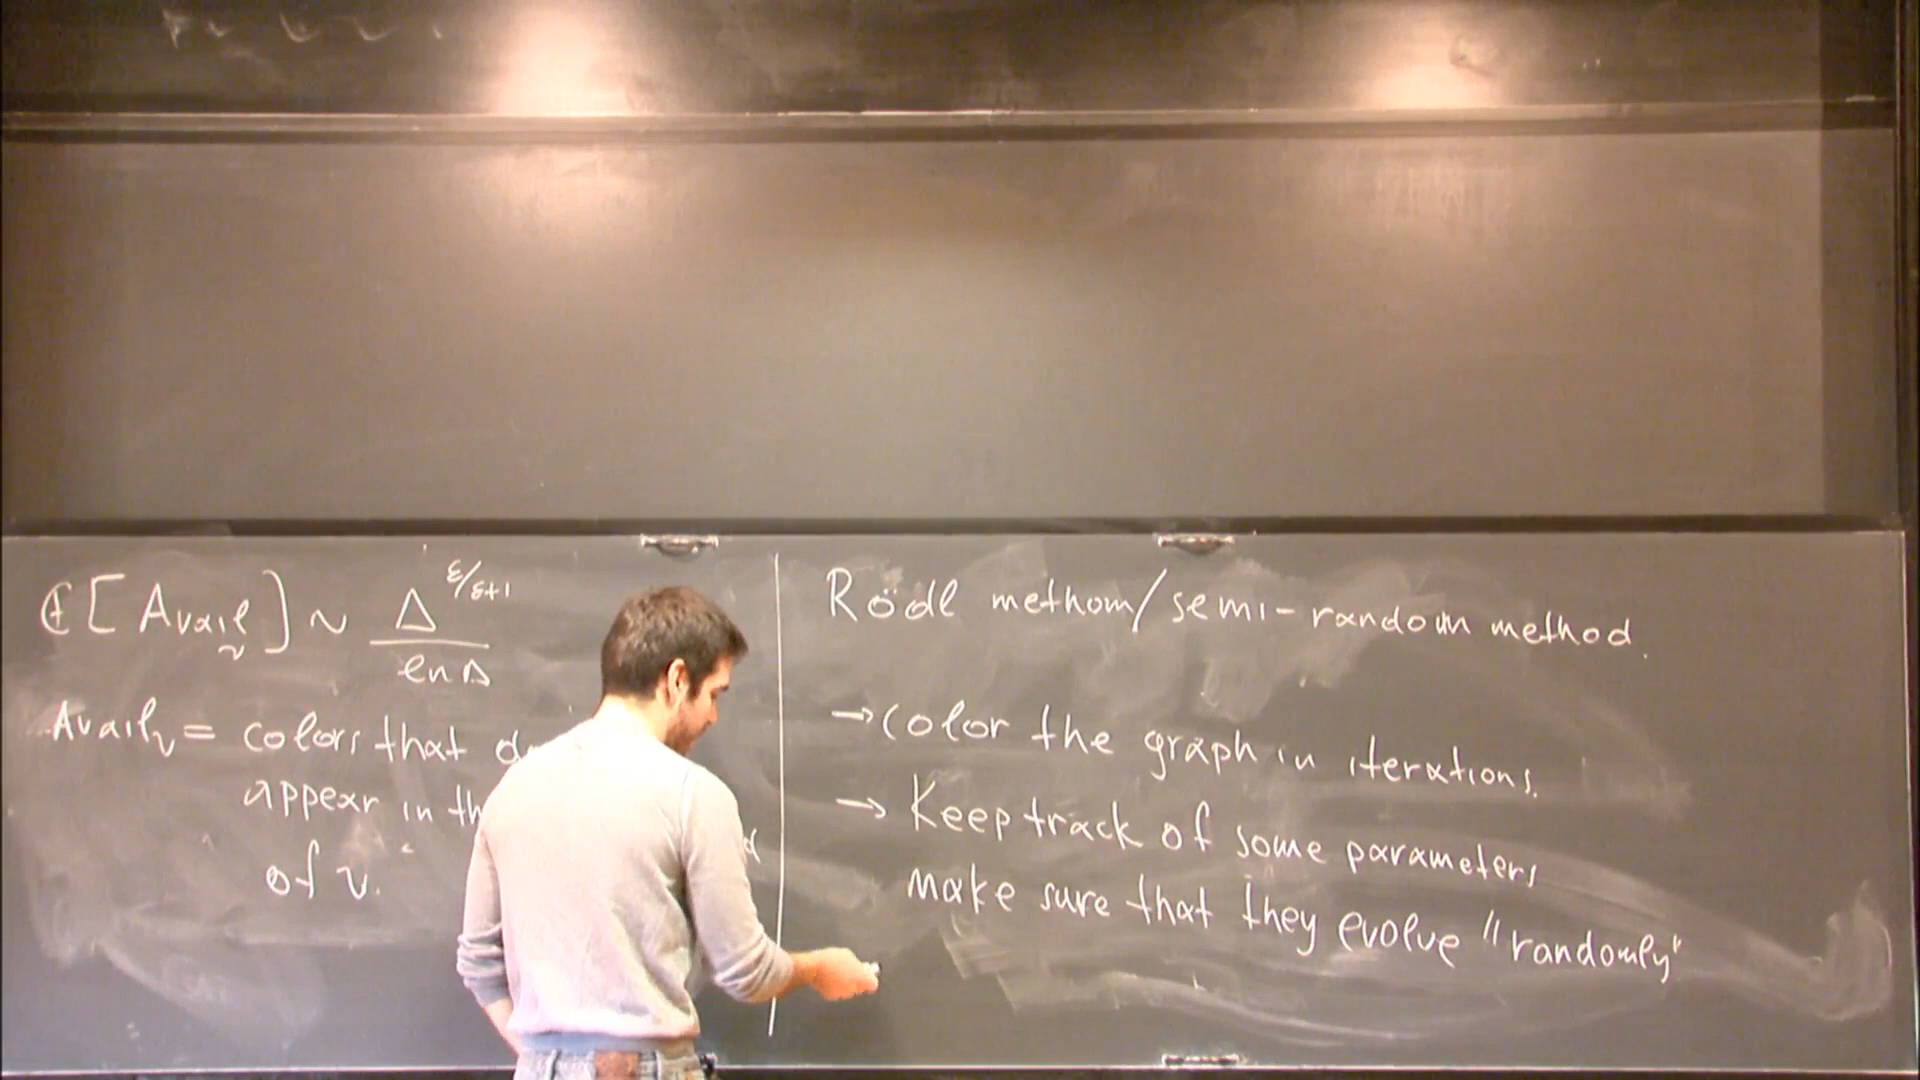 𝔼[Avail_v] ~ Δ^{ε/ε+1} / ln Δ
Avail_v = colors that
appear in
of v.
Rödl methom/semi-random method.
→ color the graph in iterations.
→ Keep track of some parameters
make sure that they evolve "randomly"